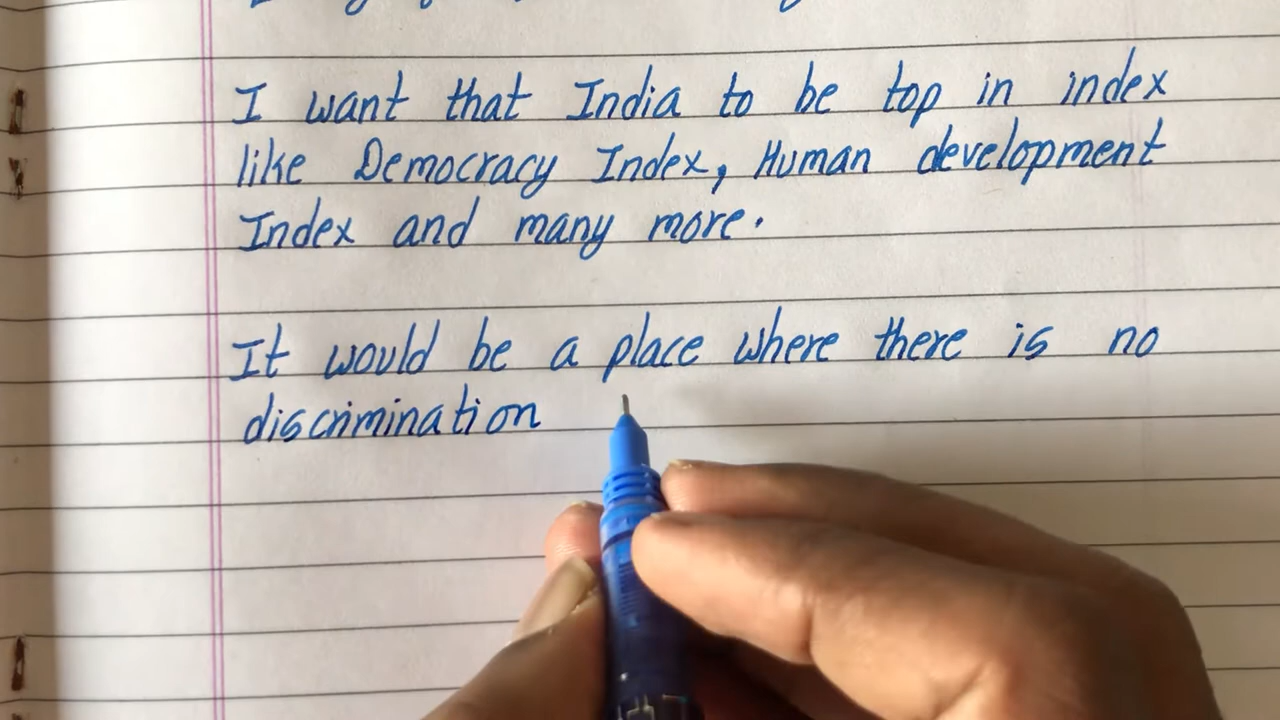 I want that India to be top in index
like Democracy Index, Human development
Index and many more.
It would be a place where there is no
discrimination